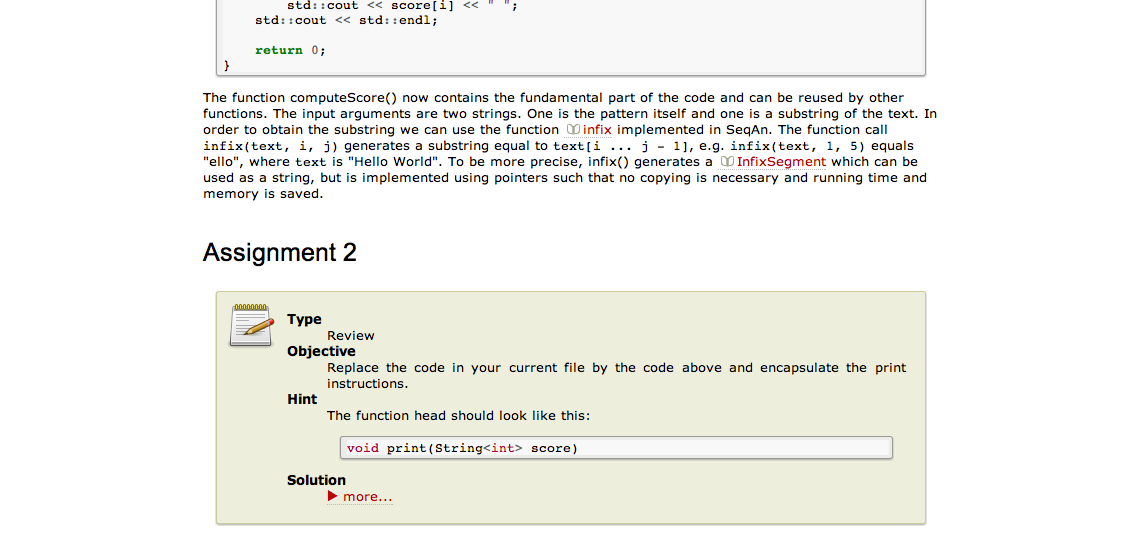 std::cout << score[i] << " ";
std::cout << std::endl;
return 0;
}
The function computeScore() now contains the fundamental part of the code and can be reused by other
functions. The input arguments are two strings. One is the pattern itself and one is a substring of the text. In
order to obtain the substring we can use the function infix implemented in SeqAn. The function call
infix(text, i, j) generates a substring equal to text[i ... j - 1], e.g. infix(text, 1, 5) equals
"ello", where text is "Hello World". To be more precise, infix() generates a InfixSegment which can be
used as a string, but is implemented using pointers such that no copying is necessary and running time and
memory is saved.
Assignment 2
Type
Review
Objective
Replace the code in your current file by the code above and encapsulate the print
instructions.
Hint
The function head should look like this:
void print(String<int> score)
Solution
more...